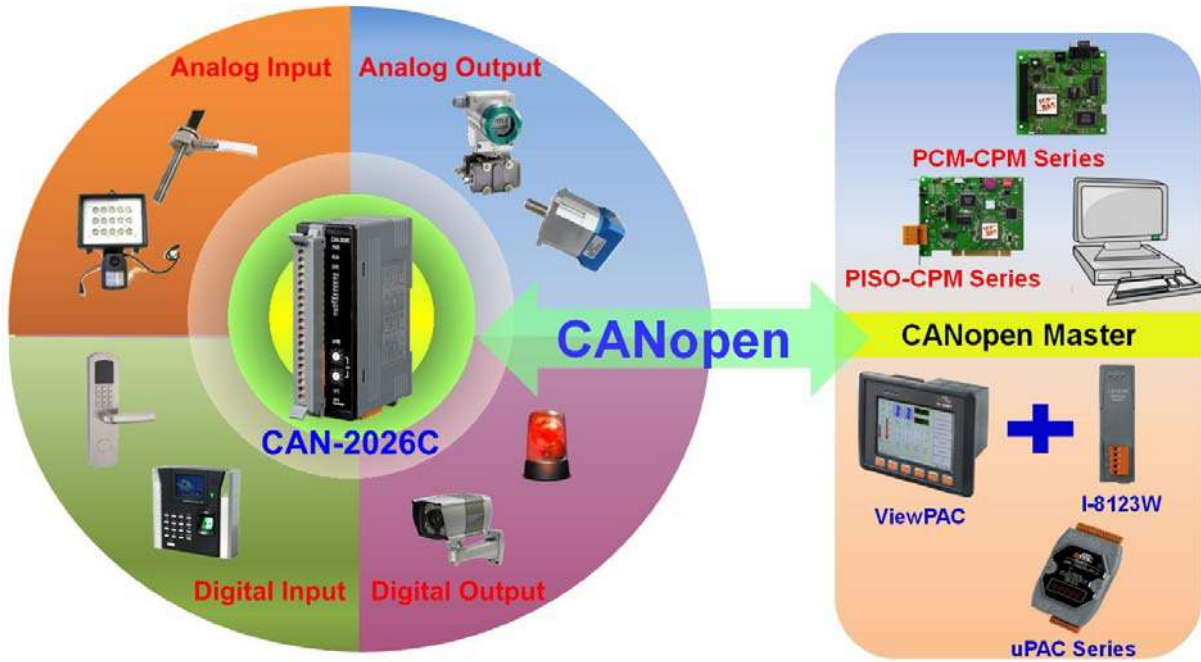 Analog Input
Analog Output
CAN-2026C
Digital Input
Digital Output
CANopen
PCM-CPM Series
PISO-CPM Series
CANopen Master
ViewPAC
I-8123W
uPAC Series